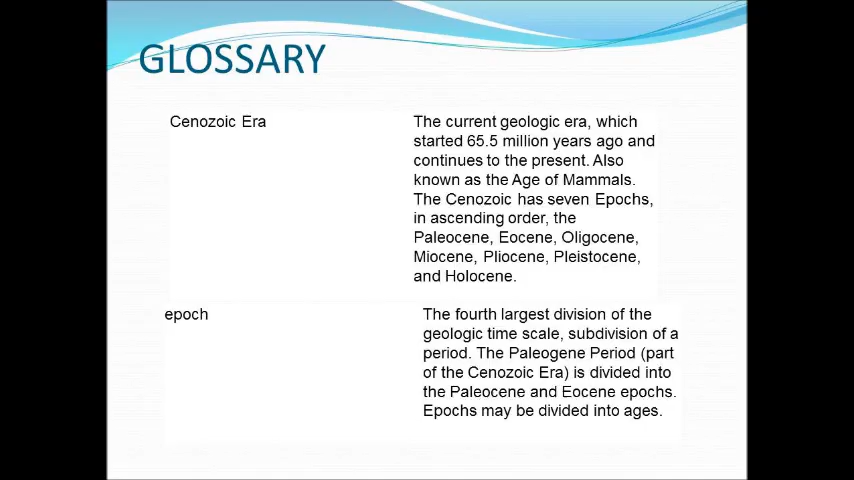 GLOSSARY
Cenozoic Era
The current geologic era, which
started 65.5 million years ago and
continues to the present. Also
known as the Age of Mammals.
The Cenozoic has seven Epochs,
in ascending order, the
Paleocene, Eocene, Oligocene,
Miocene, Pliocene, Pleistocene,
and Holocene.
epoch
The fourth largest division of the
geologic time scale, subdivision of a
period. The Paleogene Period (part
of the Cenozoic Era) is divided into
the Paleocene and Eocene epochs.
Epochs may be divided into ages.